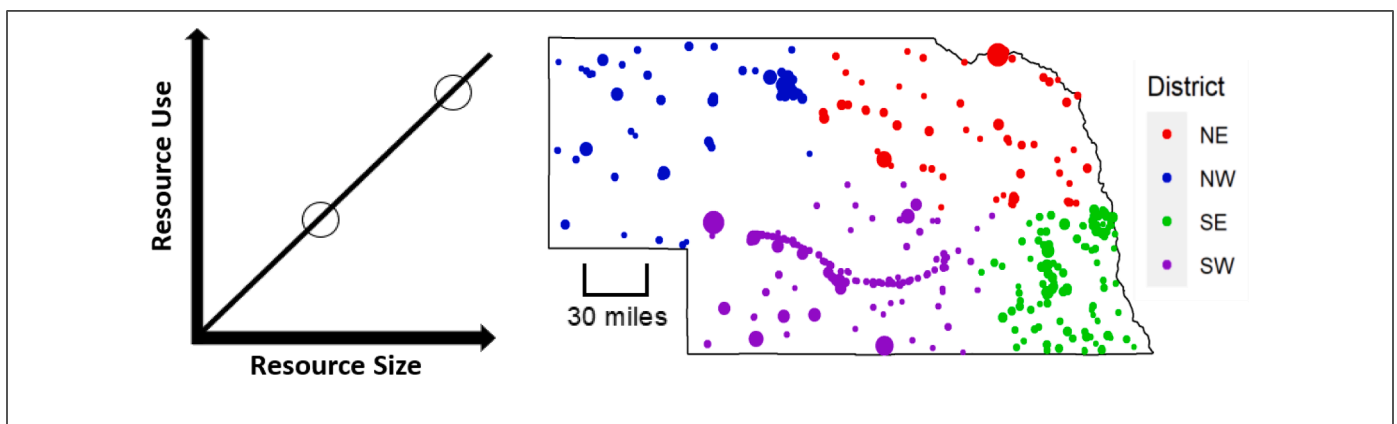 Resource Use
Resource Size
30 miles
District
NE
NW
SE
SW